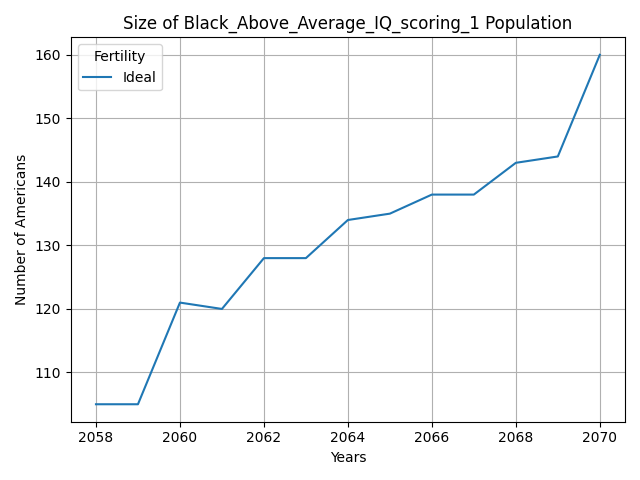 Size of Black_Above_Average_IQ_scoring_1 Population
Fertility
Ideal
Number of Americans
160
150
140
130
120
110
2058 2060 2062 2064 2066 2068 2070
Years